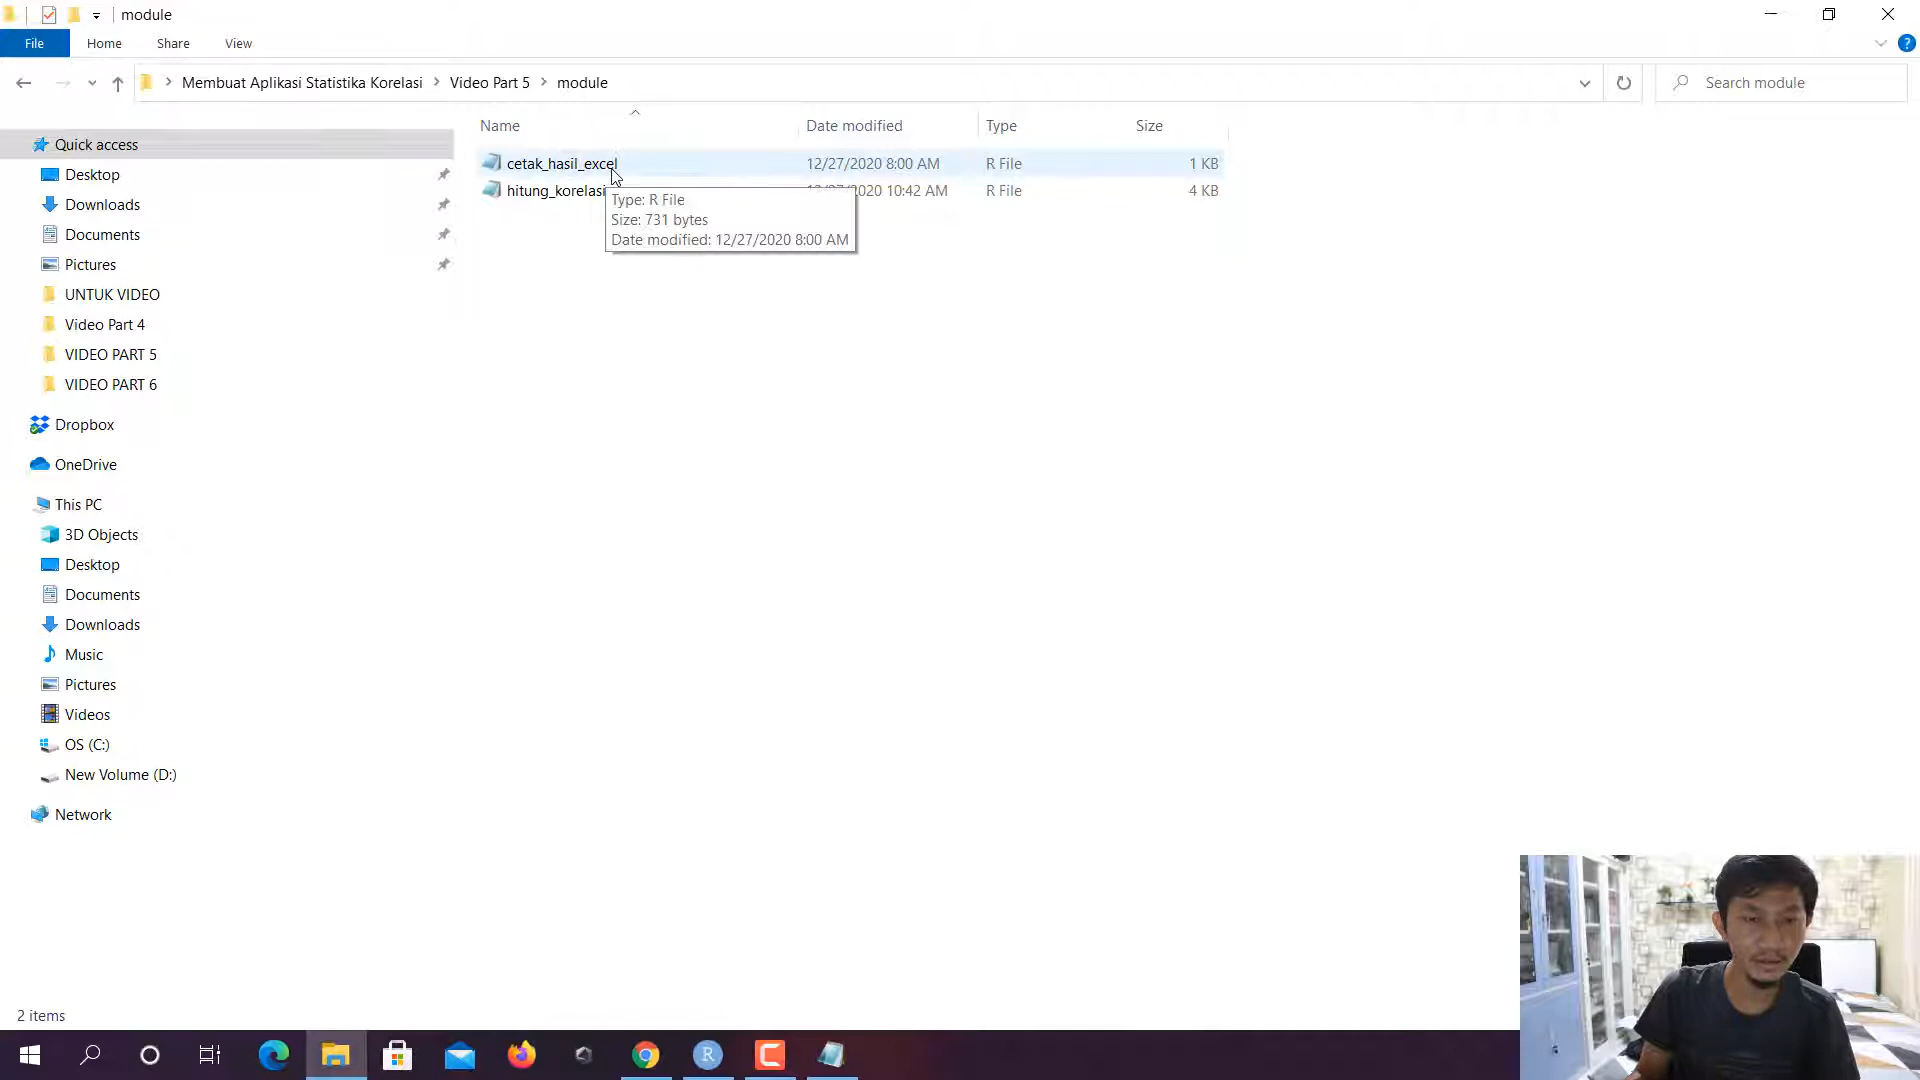 module
File Home Share View
Membuat Aplikasi Statistika Korelasi Video Part 5 module
Search module
Name Date modified Type Size
Quick access
cetak_hasil_excel 12/27/2020 8:00 AM R File 1 KB
Desktop
hitung_korelasi 2020 10:42 AM R File 4 KB
Type: R File
Size: 731 bytes
Date modified: 12/27/2020 8:00 AM
Downloads
Documents
Pictures
UNTUK VIDEO
Video Part 4
VIDEO PART 5
VIDEO PART 6
Dropbox
OneDrive
This PC
3D Objects
Desktop
Documents
Downloads
Music
Pictures
Videos
OS (C:)
New Volume (D:)
Network
2 items